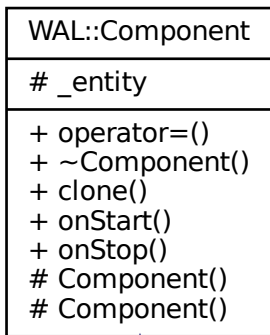 WAL::Component
# _entity
+ operator=()
+ ~Component()
+ clone()
+ onStart()
+ onStop()
# Component()
# Component()